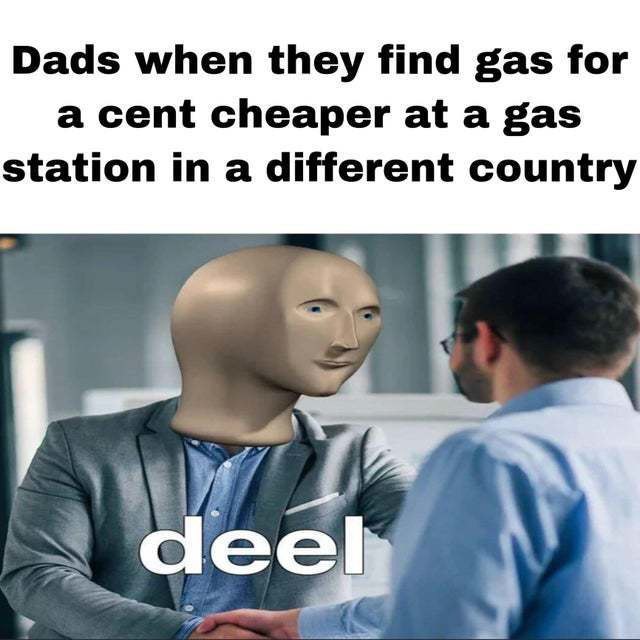 Dads when they find gas for
a cent cheaper at a gas
station in a different country
deel